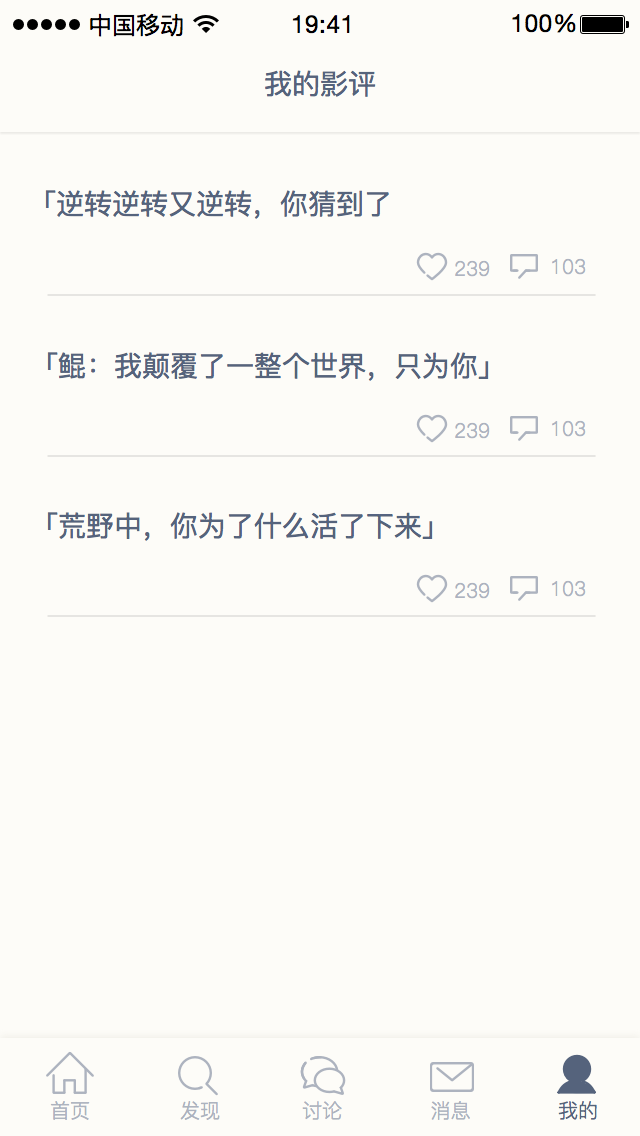 中国移动 19:41 100%
我的影评
「逆转逆转又逆转，你猜到了
239 103
「鲲：我颠覆了一整个世界，只为你」
239 103
「荒野中，你为了什么活了下来」
239 103
首页 发现 讨论 消息 我的